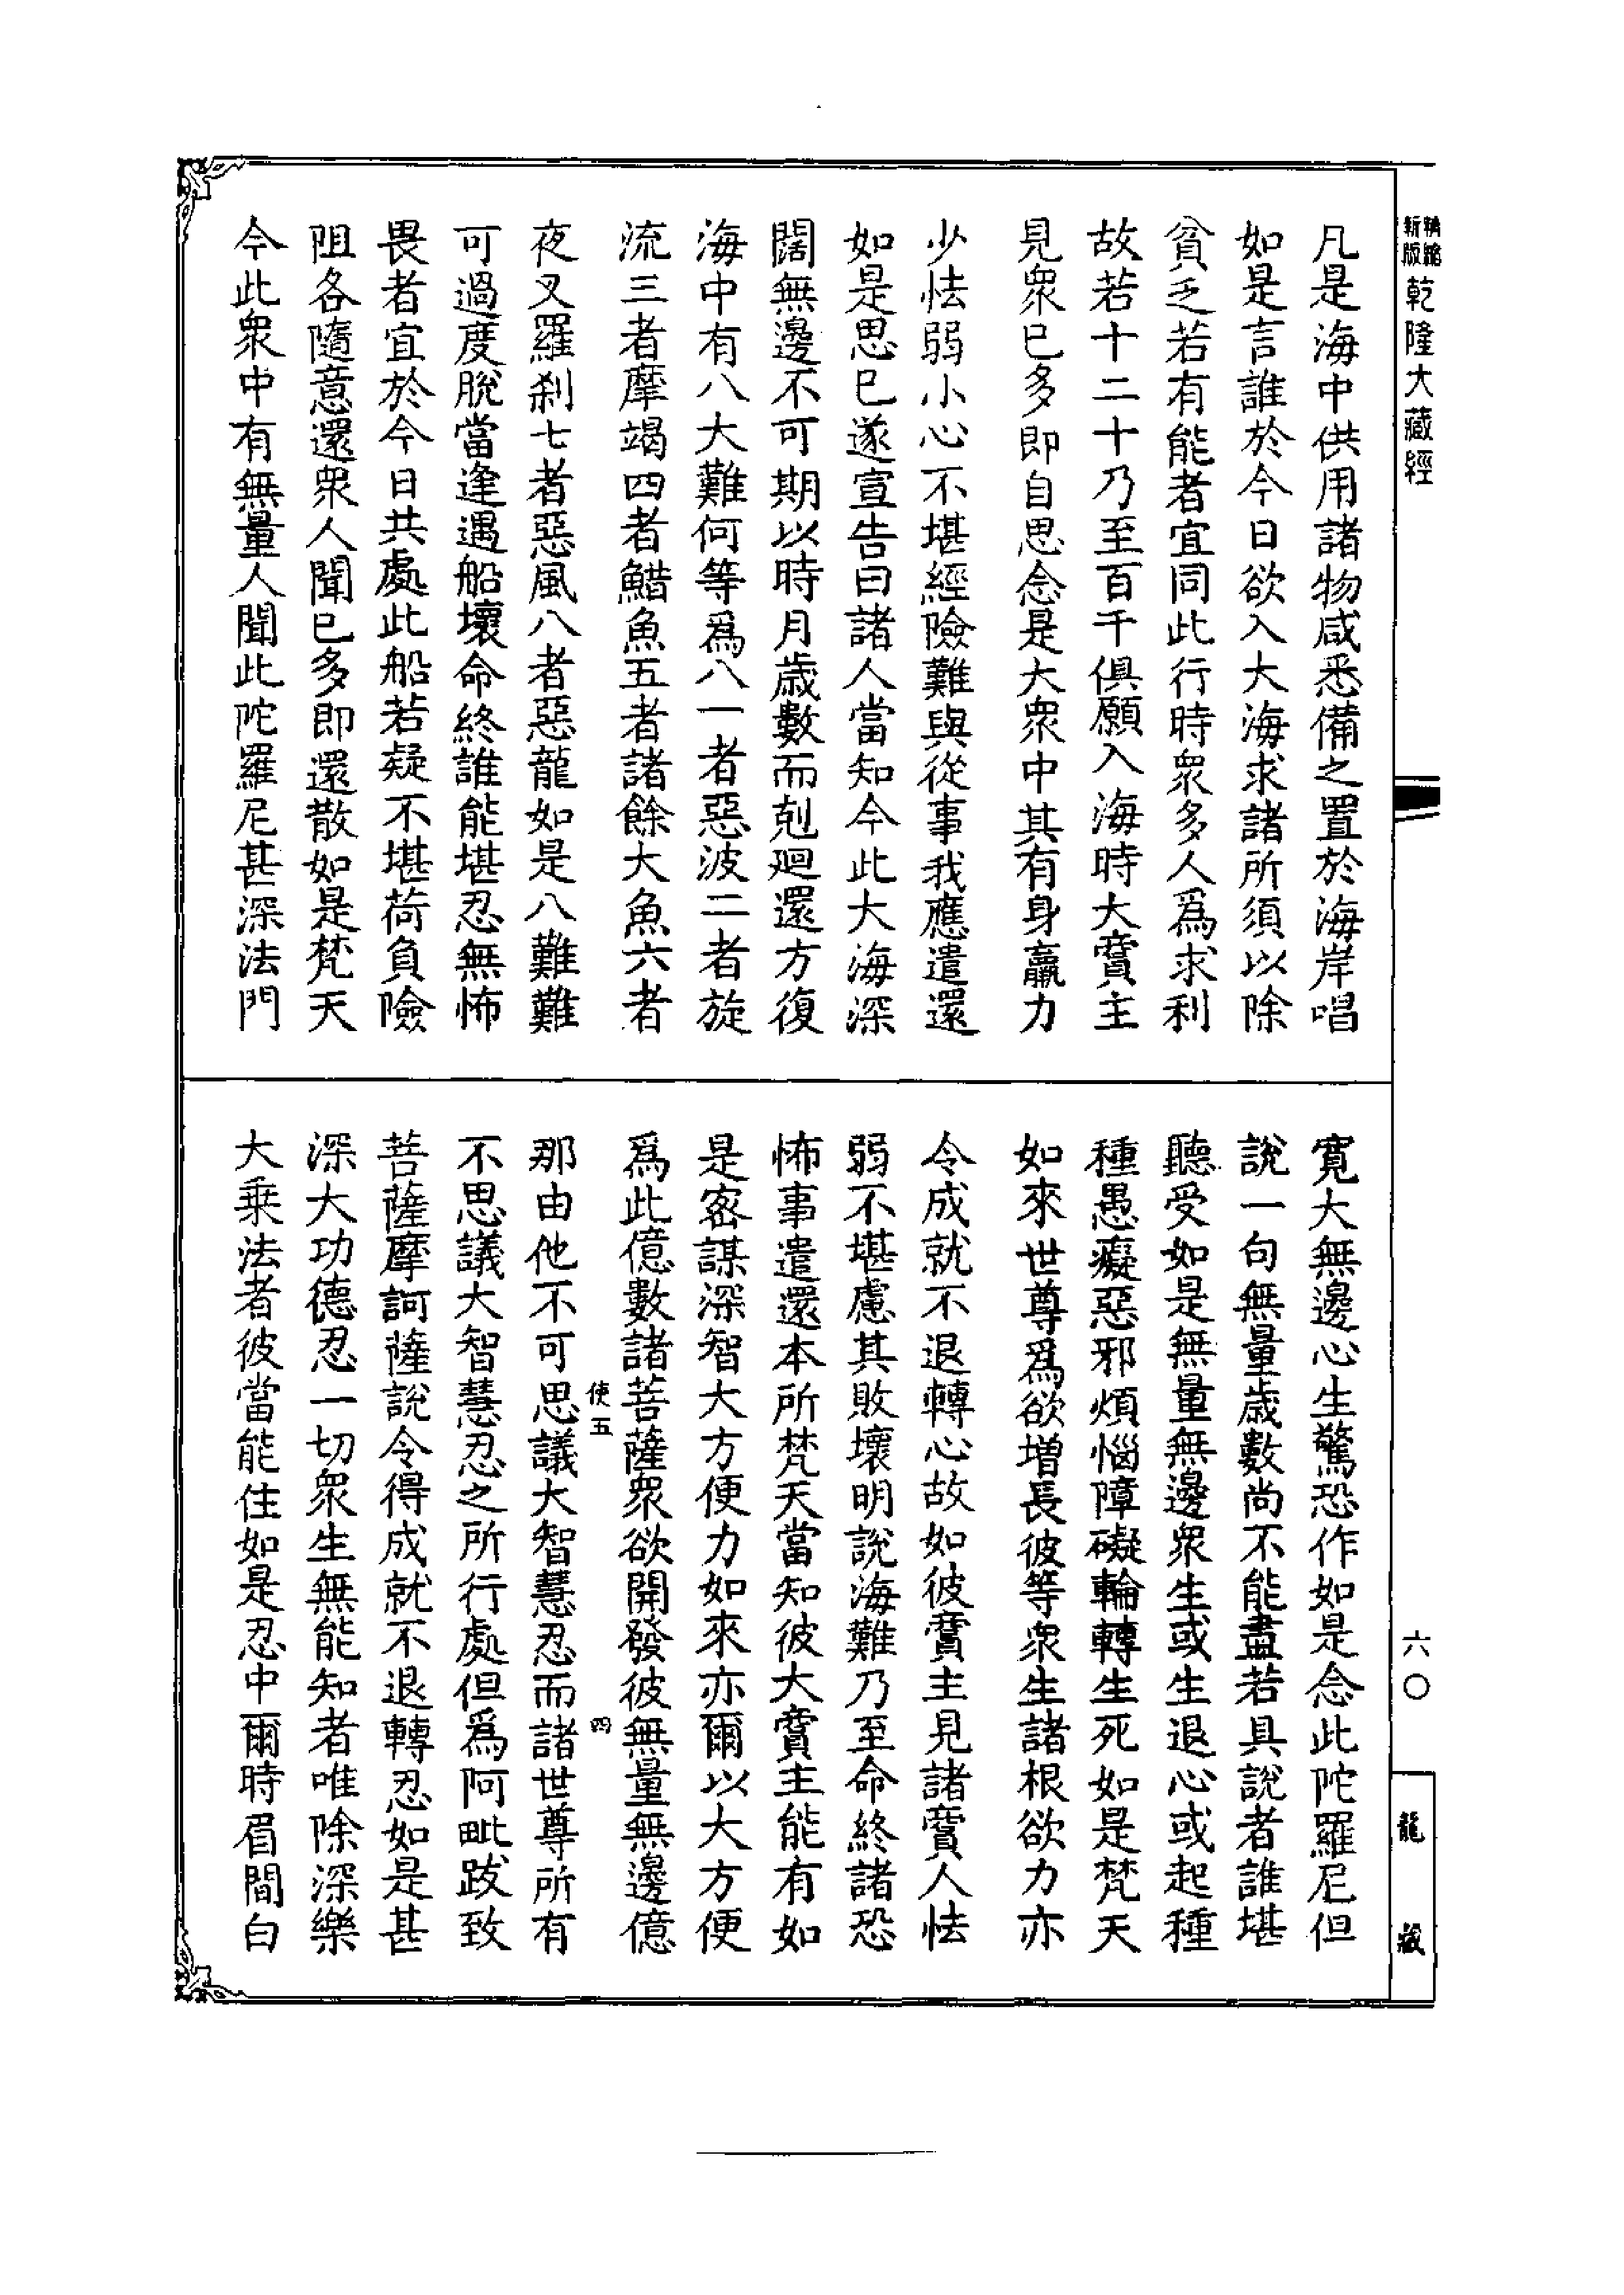 乾隆大藏經
凡是海中供用諸物咸悉備之置於海岸唱
如是言誰於今日欲入大海求諸所須以除
貧乏若有能者宜同此行時衆多人爲求利
故若十二十乃至百千俱願入海時大寶主
見衆已多即自思念是大衆中其有身羸力
少怯弱小心不堪經險難與從事我應遣還
如是思已遂宣告曰諸人當知今此大海深
闊無邊不可期以時月歲數而剋迴還方復
海中有八大難何等爲八一者惡波二者旋
流三者摩竭四者鰌魚五者諸餘大魚六者
夜叉羅刹七者惡風八者惡龍如是八難難
可過度脫當逢遇船壞命終誰能堪忍無怖
畏者宜於今日共處此船若疑不堪荷負險
阻各隨意還衆人聞已多即還散如是梵天
今此衆中有無量人聞此陀羅尼甚深法門
寬大無邊心生驚恐作如是念此陀羅尼但
說一句無量歲數尚不能盡若具說者誰堪
聽受如是無量無邊衆生或生退心或起種
種愚癡惡邪煩惱障礙輪轉生死如是梵天
如來世尊爲欲增長彼等衆生諸根欲力亦
令成就不退轉心故如彼寶主見諸寶人怯
弱不堪慮其敗壞明說海難乃至命終諸恐
怖事遣還本所梵天當知彼大寶主能有如
是密謀深智大方便力如來亦爾以大方便
爲此億數諸菩薩衆欲開發彼無量無邊億
使五 四
那由他不可思議大智慧忍而諸世尊所有
不思議大智慧忍之所行處但爲阿毗跋致
菩薩摩訶薩說令得成就不退轉忍如是甚
深大功德忍一切衆生無能知者唯除深樂
大乘法者彼當能住如是忍中爾時眉間白
六〇
龍藏